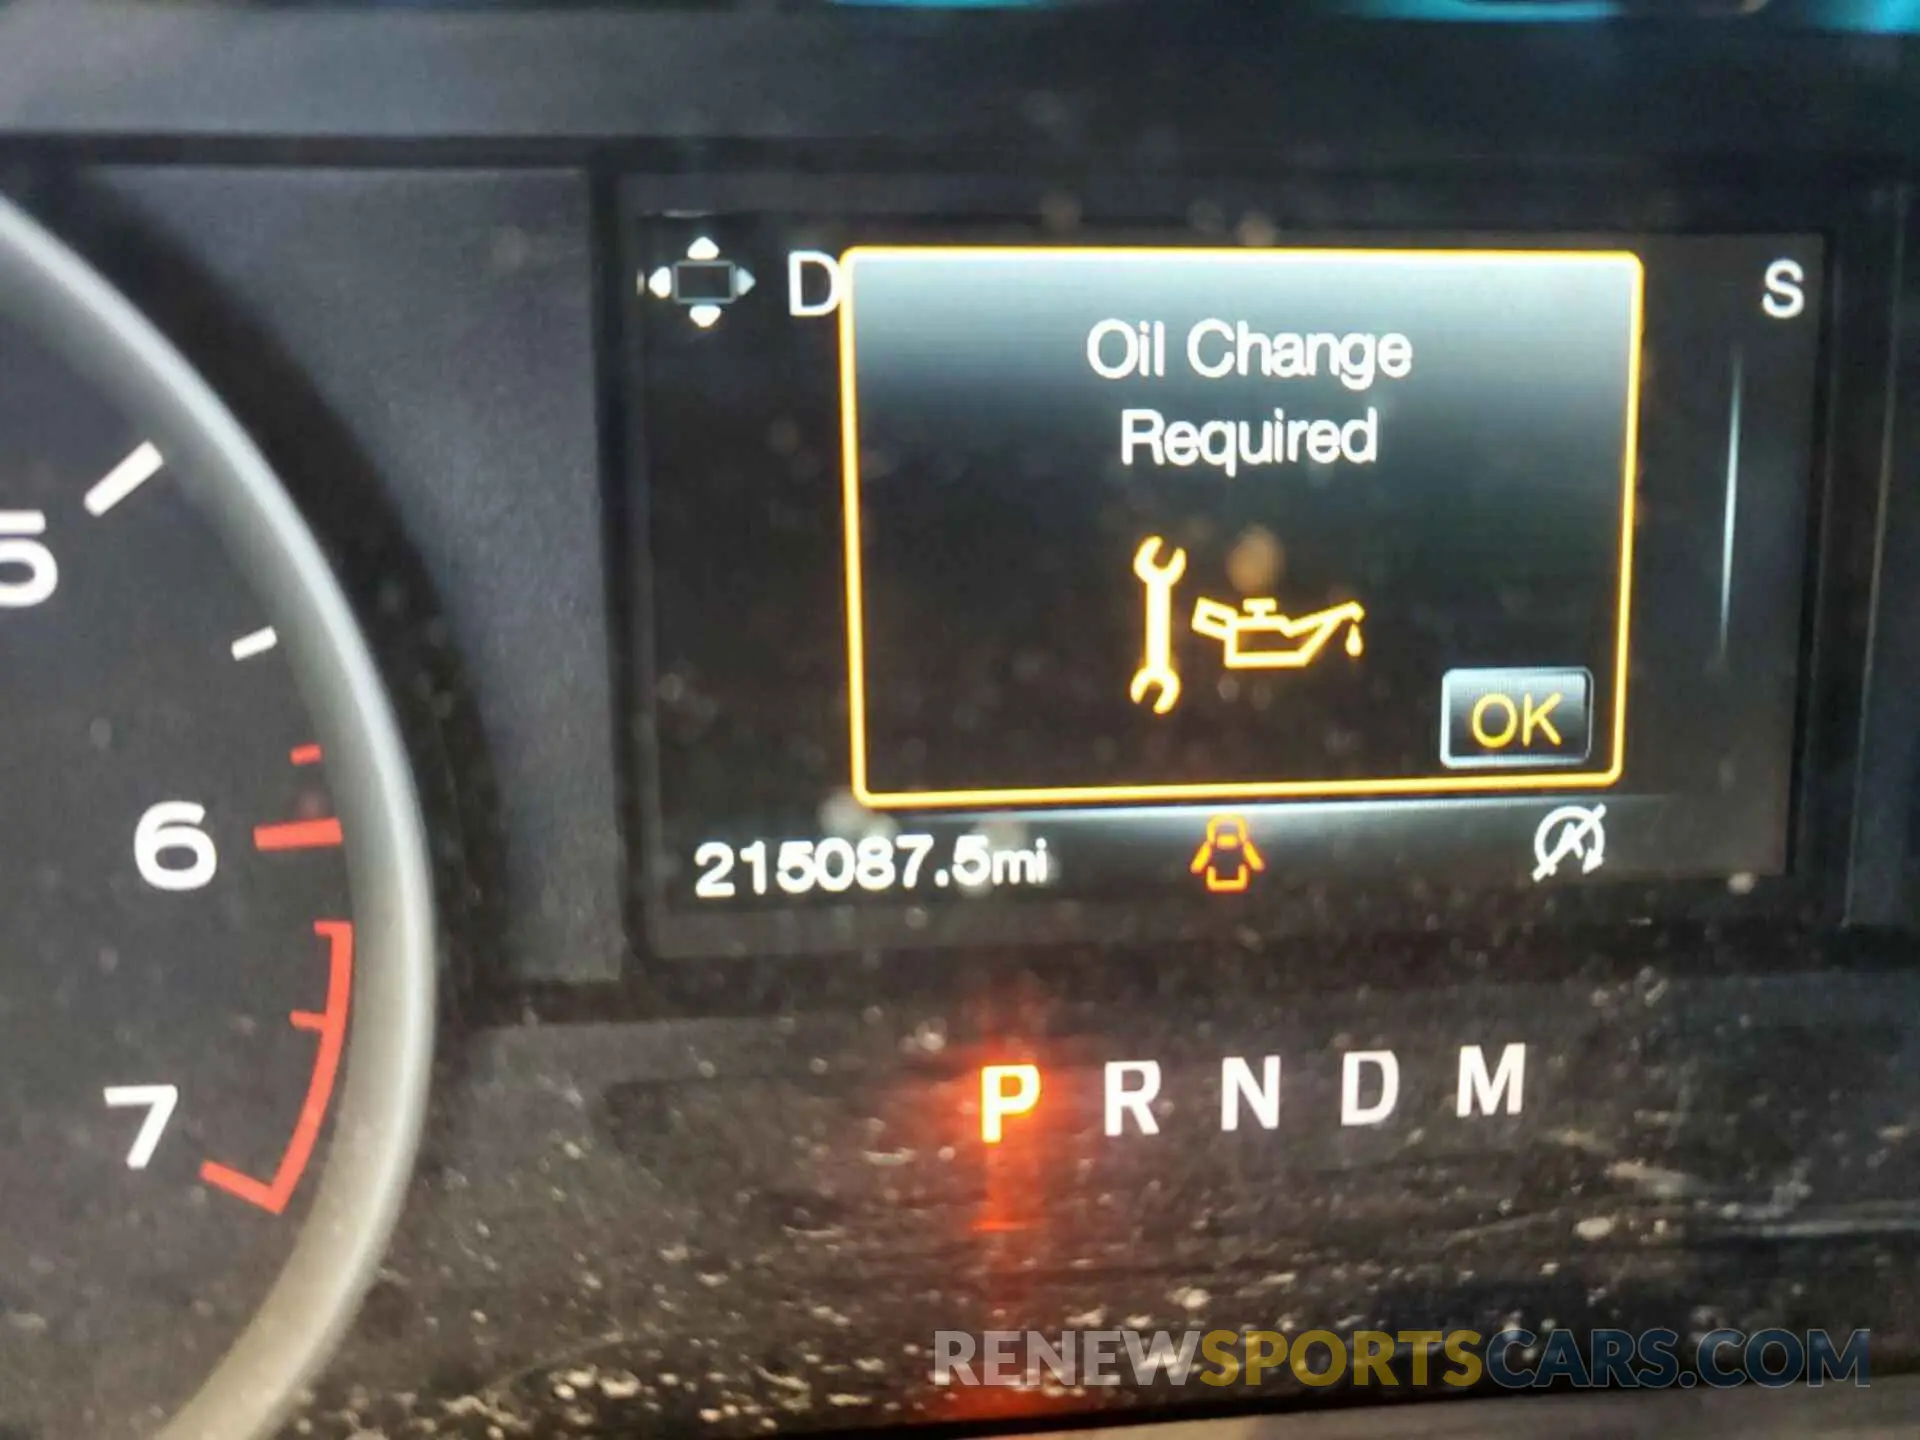 D
S
Oil Change
Required
OK
5
6
7
215087.5mi
P R N D M
RENEWSPORTSCARS.COM